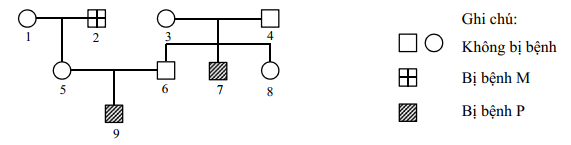 Ghi chú:
1 2 3 4
Không bị bệnh
5 6 7 8
Bị bệnh M
9
Bị bệnh P